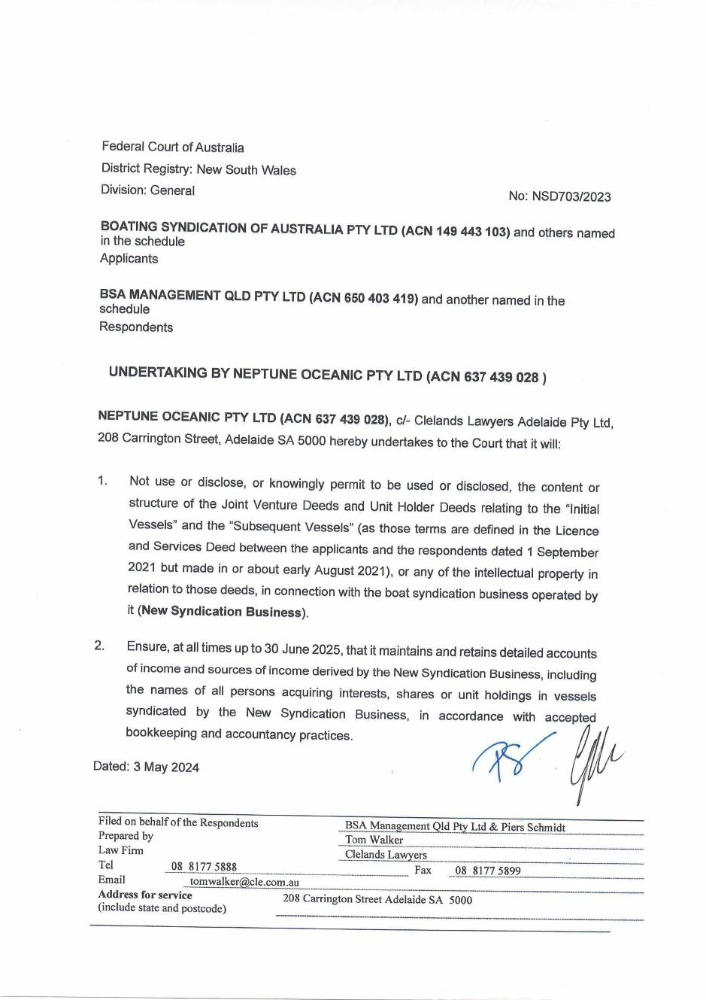 Federal Court of Australia
District Registry: New South Wales
Division: General
No: NSD703/2023
BOATING SYNDICATION OF AUSTRALIA PTY LTD (ACN 149 443 103) and others named
in the schedule
Applicants
BSA MANAGEMENT QLD PTY LTD (ACN 650 403 419) and another named in the
schedule
Respondents
UNDERTAKING BY NEPTUNE OCEANIC PTY LTD (ACN 637 439 028 )
NEPTUNE OCEANIC PTY LTD (ACN 637 439 028), c/- Clelands Lawyers Adelaide Pty Ltd,
208 Carrington Street, Adelaide SA 5000 hereby undertakes to the Court that it will:
1. Not use or disclose, or knowingly permit to be used or disclosed, the content or
structure of the Joint Venture Deeds and Unit Holder Deeds relating to the “Initial
Vessels” and the “Subsequent Vessels” (as those terms are defined in the Licence
and Services Deed between the applicants and the respondents dated 1 September
2021 but made in or about early August 2021), or any of the intellectual property in
relation to those deeds, in connection with the boat syndication business operated by
it (New Syndication Business).
2. Ensure, at all times up to 30 June 2025, that it maintains and retains detailed accounts
of income and sources of income derived by the New Syndication Business, including
the names of all persons acquiring interests, shares or unit holdings in vessels
syndicated by the New Syndication Business, in accordance with accepted
bookkeeping and accountancy practices.
Dated: 3 May 2024
Filed on behalf of the Respondents BSA Management Qld Pty Ltd & Piers Schmidt
Prepared by Tom Walker
Law Firm Clelands Lawyers
Tel 08 8177 5888 Fax 08 8177 5899
Email tomwalker@cle.com.au
Address for service 208 Carrington Street Adelaide SA 5000
(include state and postcode)